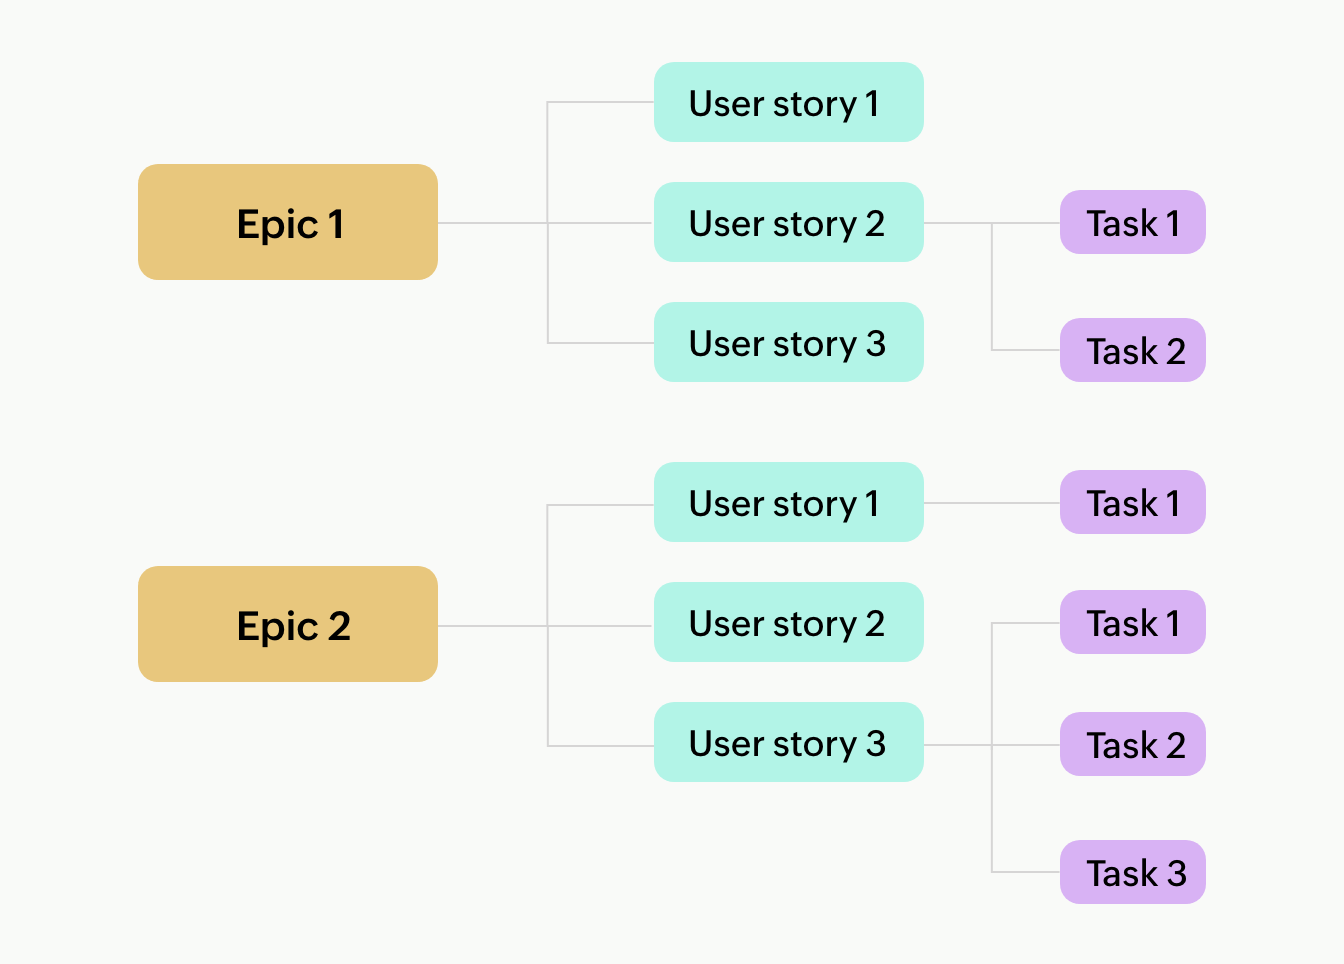 Epic 1
User story 1
User story 2
Task 1
Task 2
User story 3
Epic 2
User story 1
Task 1
User story 2
User story 3
Task 1
Task 2
Task 3